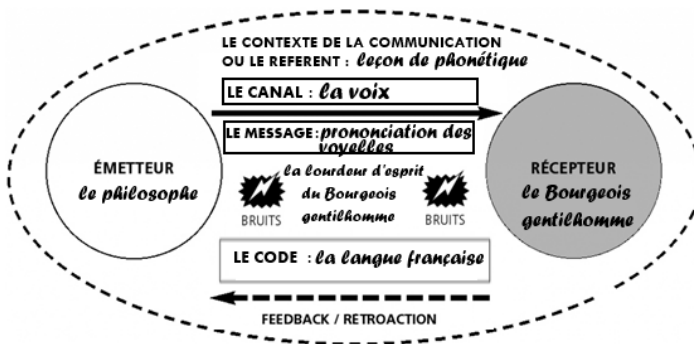 LE CONTEXTE DE LA COMMUNICATION
OU LE REFERENT : leçon de phonétique
LE CANAL : la voix
LE MESSAGE : prononciation des
voyelles
ÉMETTEUR
le philosophe
la lourdeur d'esprit
du Bourgeois
gentilhomme
BRUITS
BRUITS
RÉCEPTEUR
le Bourgeois
gentilhomme
LE CODE : la langue française
FEEDBACK / RETROACTION